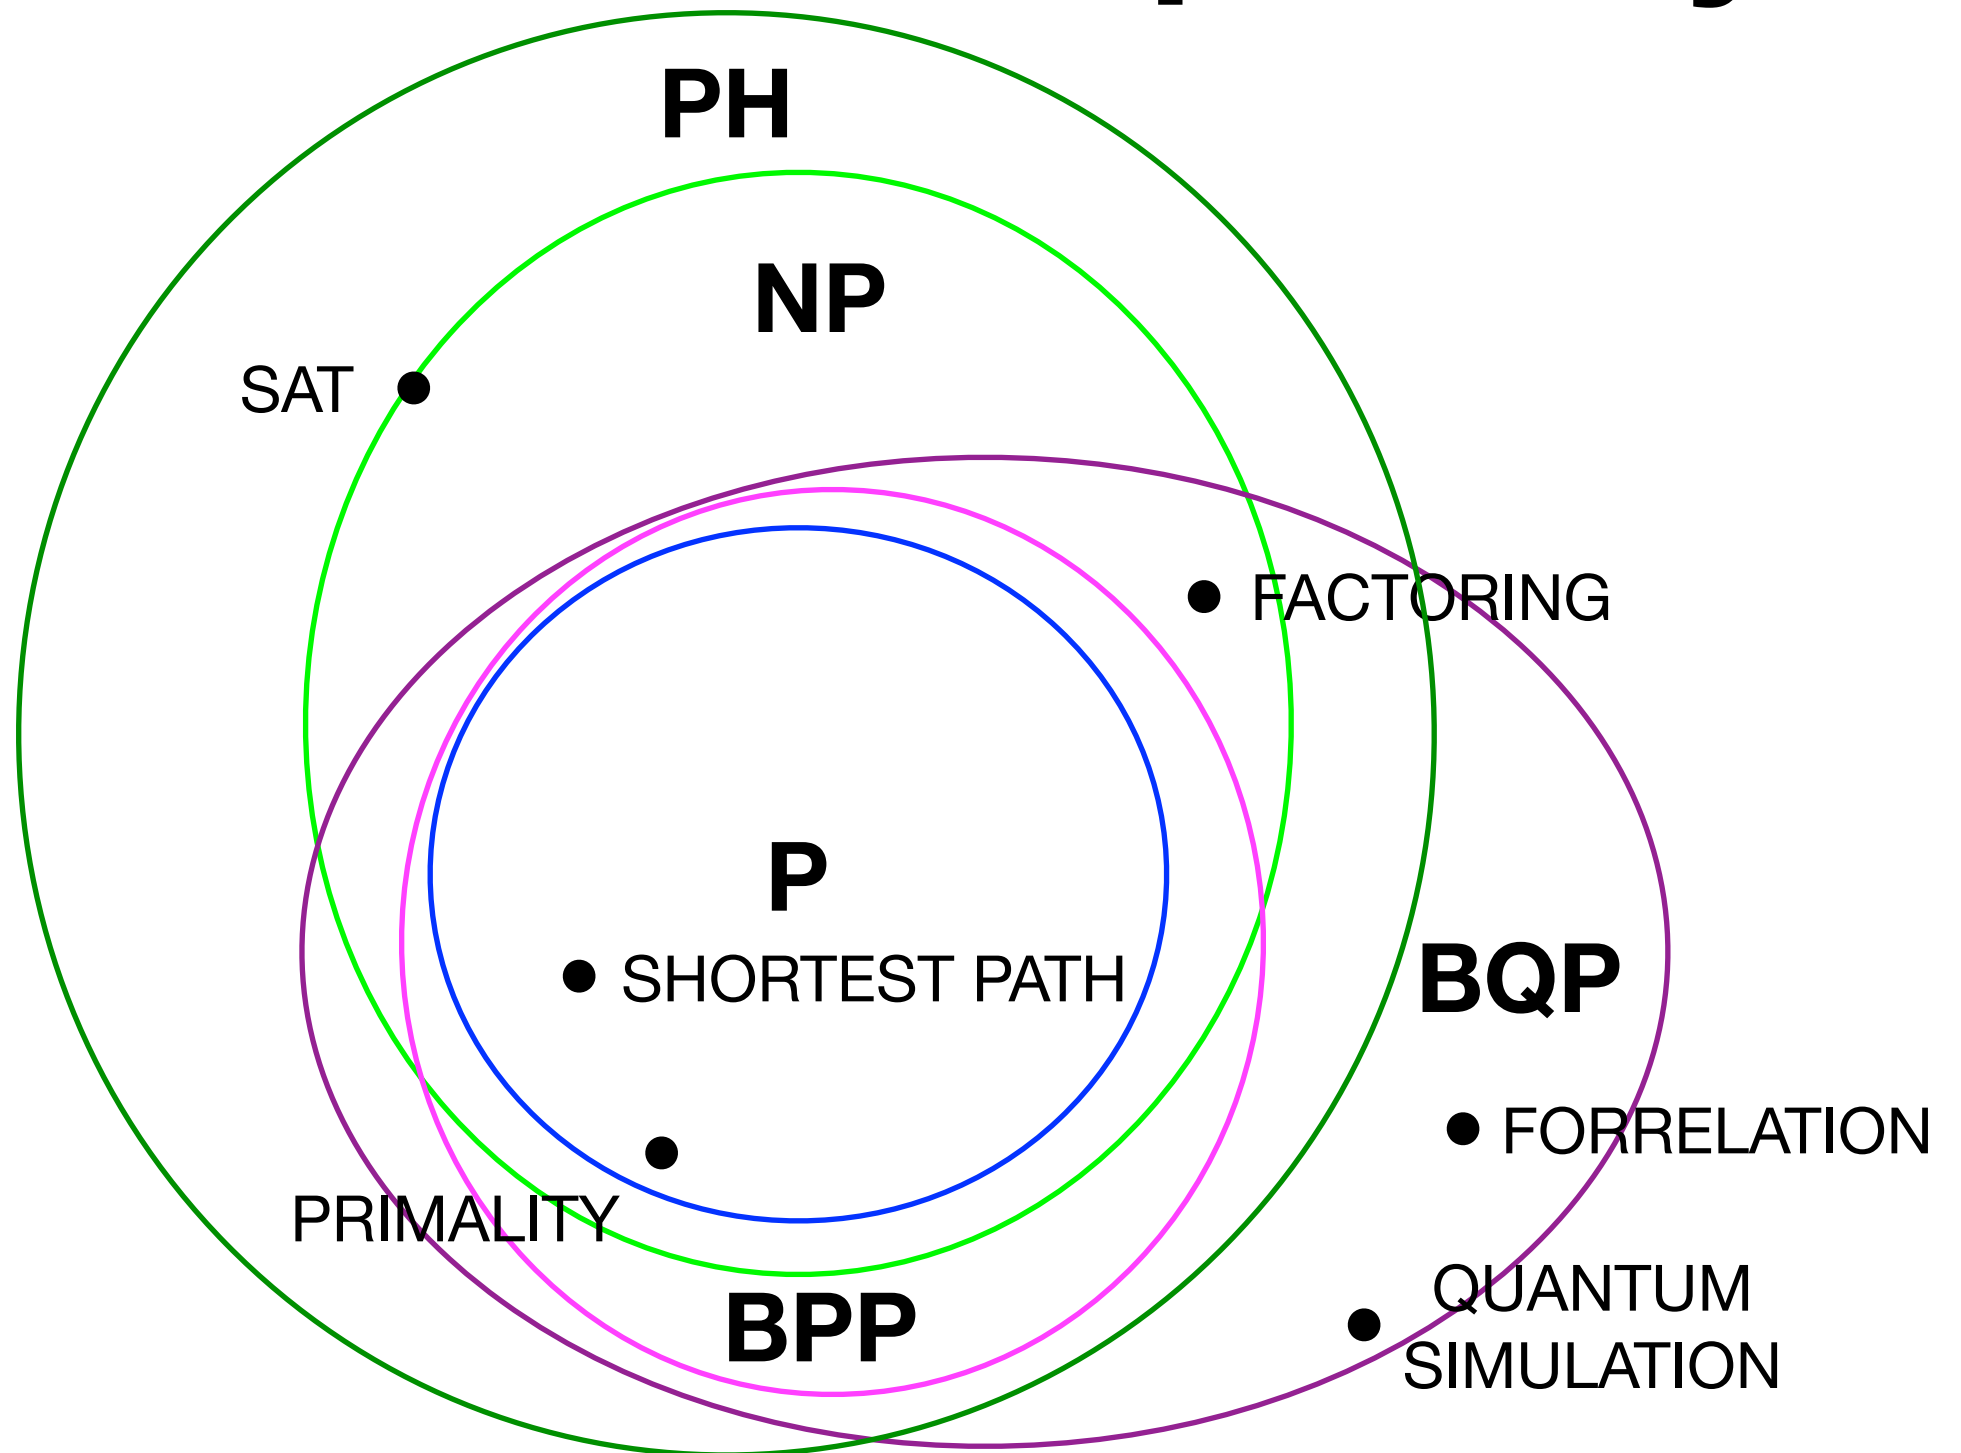 PH
NP
SAT
FACTORING
P
SHORTEST PATH
BQP
FORRELATION
PRIMALITY
QUANTUM
SIMULATION
BPP